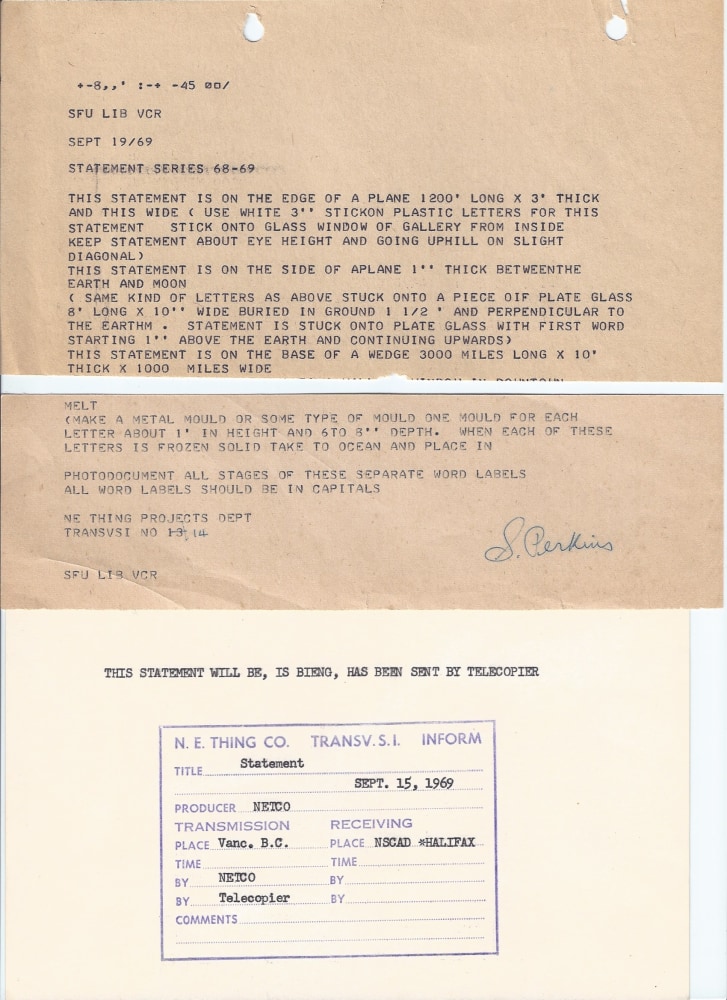 +-8,,' :-+ -45 00/
SFU LIB VCR
SEPT 19/69
STATEMENT SERIES 68-69
THIS STATEMENT IS ON THE EDGE OF A PLANE 1200' LONG X 3' THICK
AND THIS WIDE ( USE WHITE 3'' STICKON PLASTIC LETTERS FOR THIS
STATEMENT STICK ONTO GLASS WINDOW OF GALLERY FROM INSIDE
KEEP STATEMENT ABOUT EYE HEIGHT AND GOING UPHILL ON SLIGHT
DIAGONAL)
THIS STATEMENT IS ON THE SIDE OF APLANE 1'' THICK BETWEENTHE
EARTH AND MOON
( SAME KIND OF LETTERS AS ABOVE STUCK ONTO A PIECE OIF PLATE GLASS
8' LONG X 10'' WIDE BURIED IN GROUND 1 1/2 ' AND PERPENDICULAR TO
THE EARTHM . STATEMENT IS STUCK ONTO PLATE GLASS WITH FIRST WORD
STARTING 1'' ABOVE THE EARTH AND CONTINUING UPWARDS)
THIS STATEMENT IS ON THE BASE OF A WEDGE 3000 MILES LONG X 10'
THICK X 1000 MILES WIDE
MELT
(MAKE A METAL MOULD OR SOME TYPE OF MOULD ONE MOULD FOR EACH
LETTER ABOUT 1' IN HEIGHT AND 6TO 8'' DEPTH. WHEN EACH OF THESE
LETTERS IS FROZEN SOLID TAKE TO OCEAN AND PLACE IN
PHOTODOCUMENT ALL STAGES OF THESE SEPARATE WORD LABELS
ALL WORD LABELS SHOULD BE IN CAPITALS
NE THING PROJECTS DEPT
TRANSVSI NO 13 14
S. Perkins
SFU LIB VCR
THIS STATEMENT WILL BE, IS BIENG, HAS BEEN SENT BY TELECOPIER
N. E. THING CO. TRANSV. S. I. INFORM
TITLE Statement
SEPT. 15, 1969
PRODUCER NETCO
TRANSMISSION RECEIVING
PLACE Vanc. B.C. PLACE NSCAD *HALIFAX
TIME TIME
BY NETCO BY
BY Telecopier BY
COMMENTS